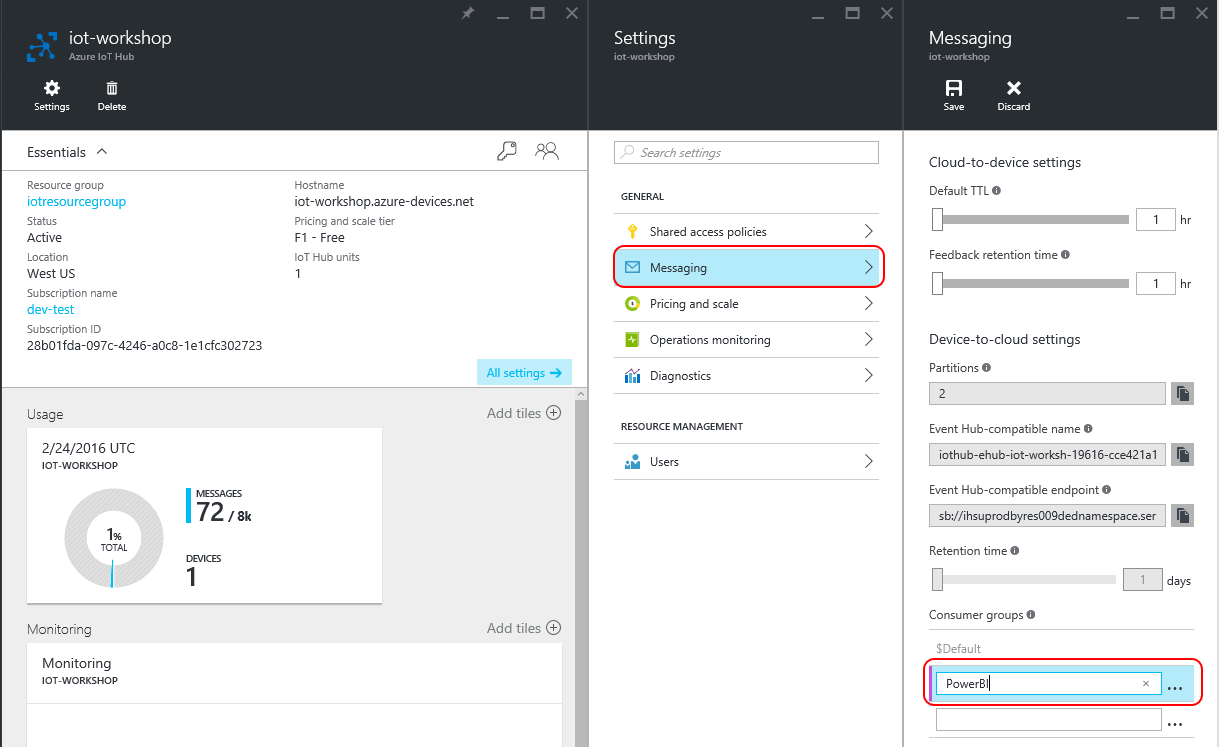 iot-workshop
Azure IoT Hub
Settings
Delete
Essentials
Resource group
iotresourcegroup
Status
Active
Location
West US
Subscription name
dev-test
Subscription ID
28b01fda-097c-4246-a0c8-1e1cfc302723
Hostname
iot-workshop.azure-devices.net
Pricing and scale tier
F1 - Free
IoT Hub units
1
All settings →
Usage
Add tiles
2/24/2016 UTC
IOT-WORKSHOP
1%
TOTAL
MESSAGES
72 / 8k
DEVICES
1
Monitoring
Add tiles
Monitoring
IOT-WORKSHOP
Settings
iot-workshop
Search settings
GENERAL
Shared access policies
Messaging
Pricing and scale
Operations monitoring
Diagnostics
RESOURCE MANAGEMENT
Users
Messaging
iot-workshop
Save
Discard
Cloud-to-device settings
Default TTL
1 hr
Feedback retention time
1 hr
Device-to-cloud settings
Partitions
2
Event Hub-compatible name
iothub-ehub-iot-worksh-19616-cce421a1
Event Hub-compatible endpoint
sb://ihsuprodbyres009dednamespace.ser
Retention time
1 days
Consumer groups
$Default
PowerBI
...
...